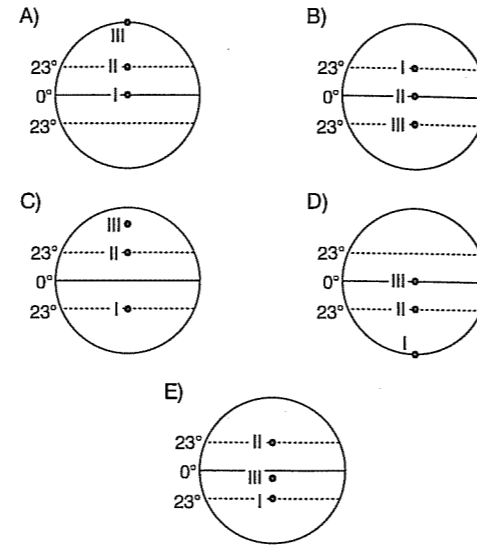 A)
III
23° II
0° I
23°
B)
23° I
0° II
23° III
C)
III
23° II
0°
23° I
D)
23°
0° III
23° II
I
E)
23° II
0°
III
23° I